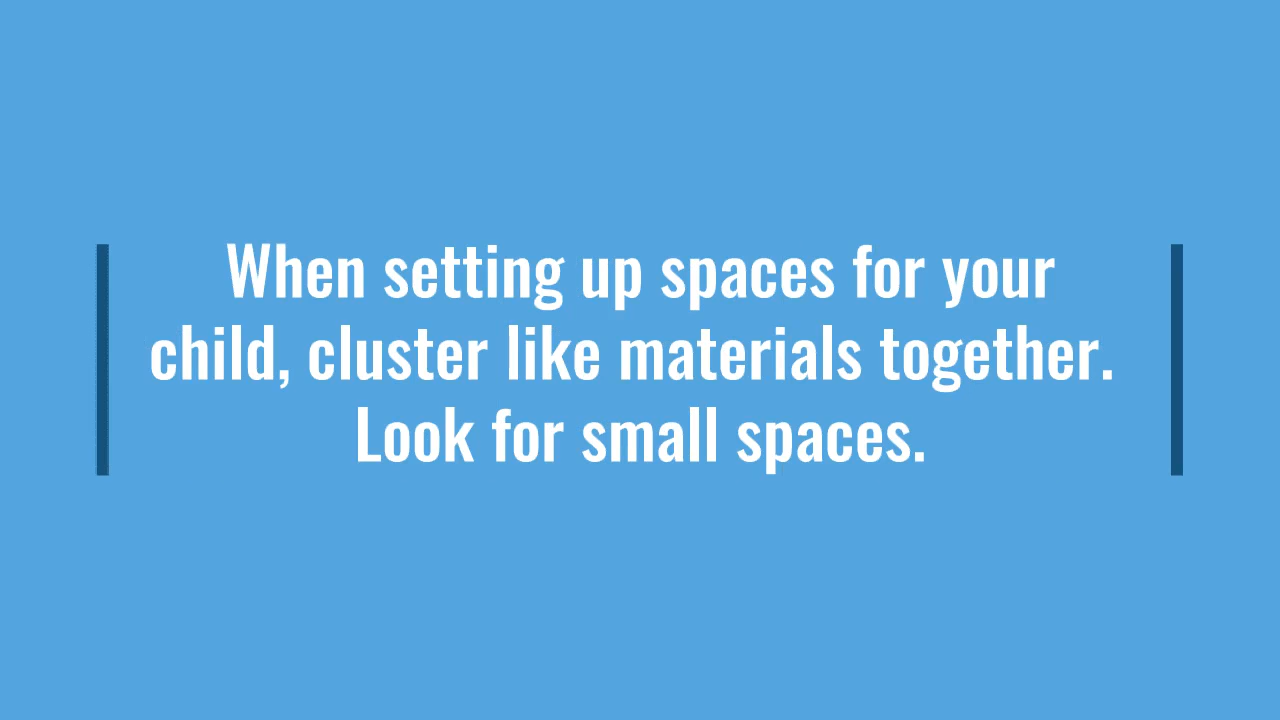 When setting up spaces for your
child, cluster like materials together.
Look for small spaces.